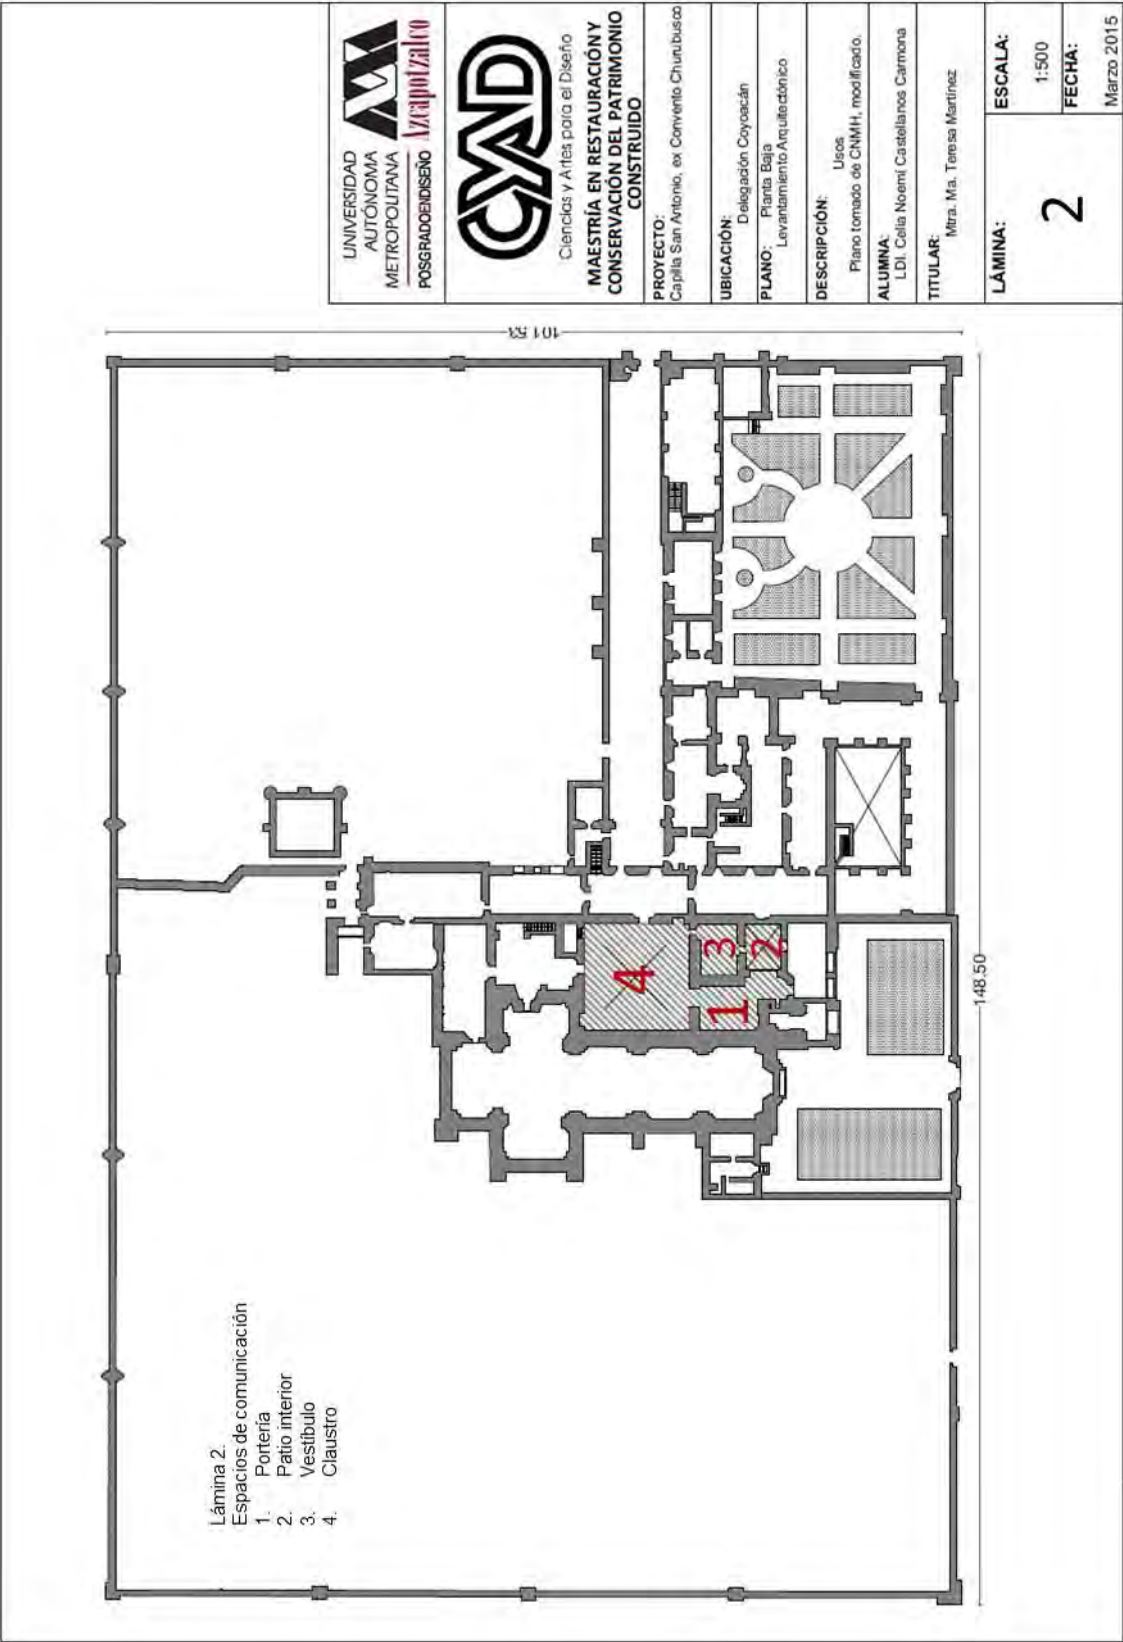 Lámina 2.
Espacios de comunicación
1. Portería
2. Patio interior
3. Vestíbulo
4. Claustro
4
3
1
2
101.53
148.50
UNIVERSIDAD
AUTÓNOMA
METROPOLITANA
POSGRADOENDISEÑO Azcapotzalco
CYAD
Ciencias y Artes para el Diseño
MAESTRÍA EN RESTAURACIÓN Y
CONSERVACIÓN DEL PATRIMONIO
CONSTRUIDO
PROYECTO:
Capilla San Antonio, ex Convento Churubusco
UBICACIÓN:
Delegación Coyoacán
PLANO: Planta Baja
Levantamiento Arquitectónico
DESCRIPCIÓN:
Usos
Plano tomado de CNMH, modificado.
ALUMNA:
LDI. Celia Noemí Castellanos Carmona
TITULAR:
Mtra. Ma. Teresa Martínez
LÁMINA:
2
ESCALA:
1:500
FECHA:
Marzo 2015